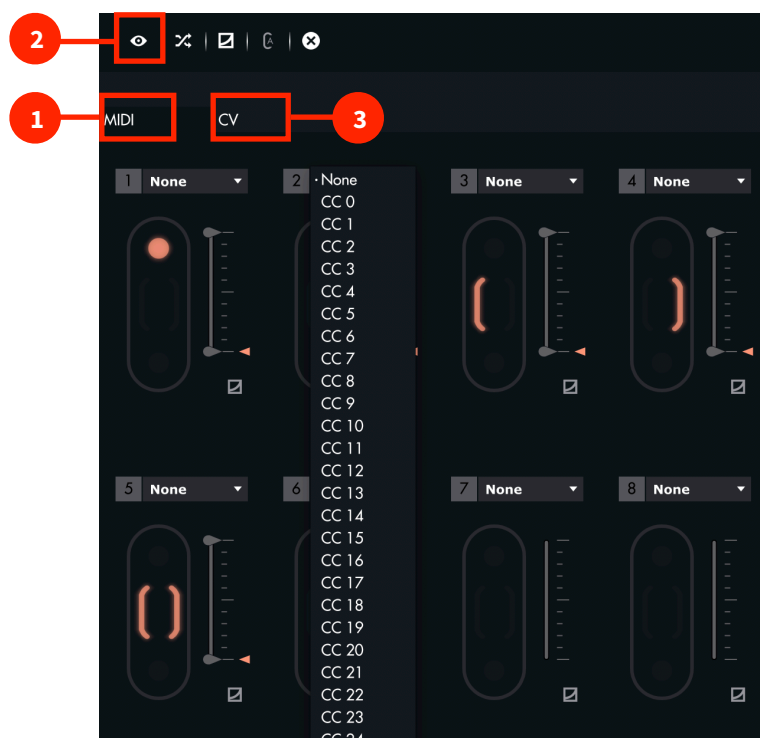 2
A
1
MIDI
CV
3
1 None
2
· None
3 None
4 None
CC 0
CC 1
CC 2
CC 3
CC 4
CC 5
CC 6
CC 7
CC 8
CC 9
CC 10
CC 11
CC 12
CC 13
CC 14
CC 15
CC 16
CC 17
CC 18
CC 19
CC 20
CC 21
CC 22
CC 23
CC 24
5 None
6
7 None
8 None